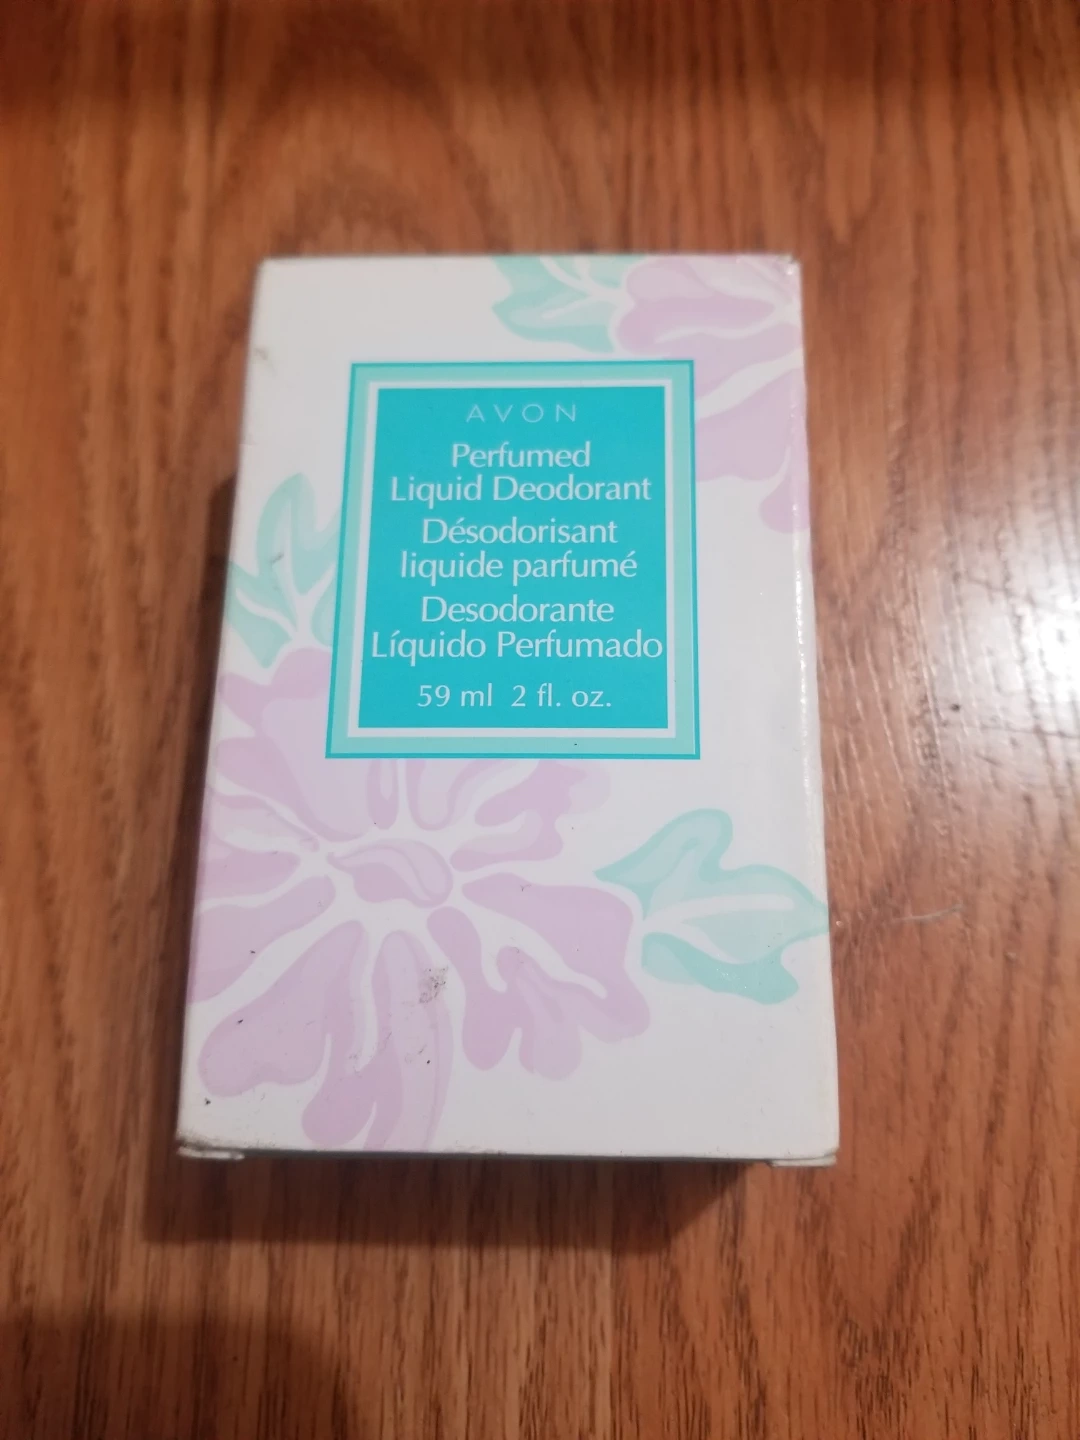 AVON
Perfumed
Liquid Deodorant
Désodorisant
liquide parfumé
Desodorante
Líquido Perfumado
59 ml 2 fl. oz.